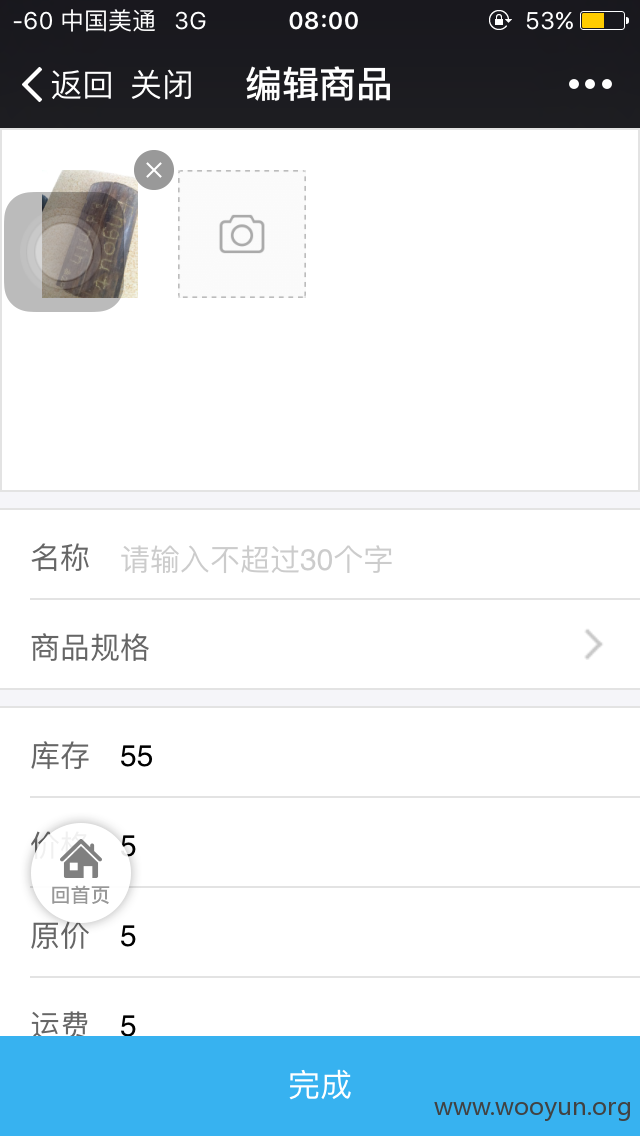 -60 中国美通 3G 08:00 53%
返回 关闭 编辑商品
名称 请输入不超过30个字
商品规格
库存 55
价格 5
回首页
原价 5
运费 5
完成
www.wooyun.org